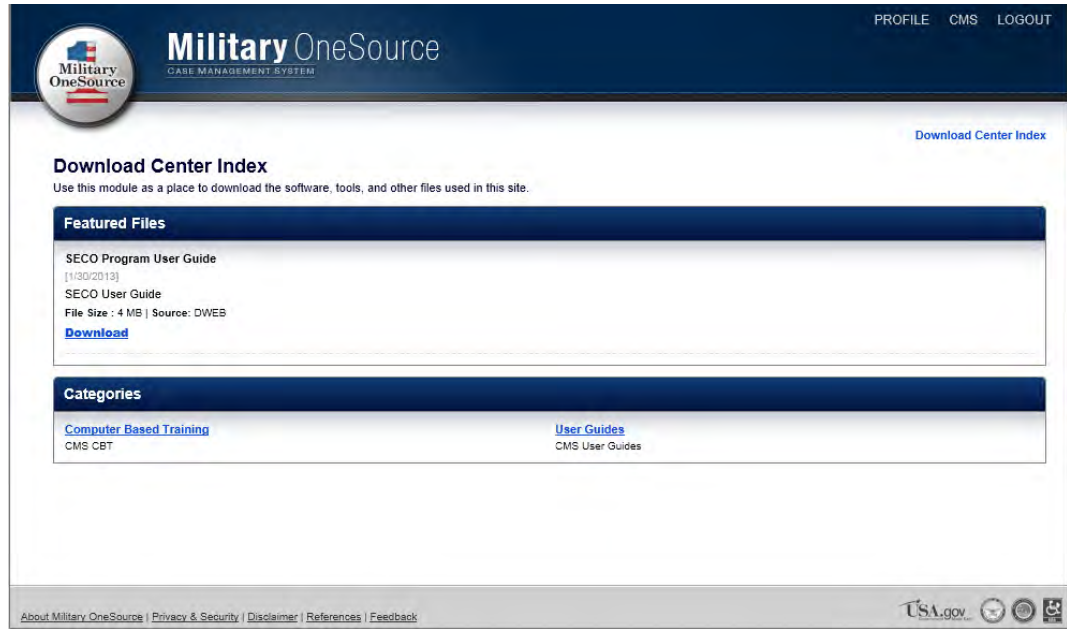 PROFILE CMS LOGOUT
Military OneSource
CASE MANAGEMENT SYSTEM
Military
OneSource
Download Center Index
Download Center Index
Use this module as a place to download the software, tools, and other files used in this site.
Featured Files
SECO Program User Guide
[1/30/2013]
SECO User Guide
File Size : 4 MB | Source: DWEB
Download
Categories
Computer Based Training
User Guides
CMS CBT
CMS User Guides
About Military OneSource | Privacy & Security | Disclaimer | References | Feedback
USA.gov